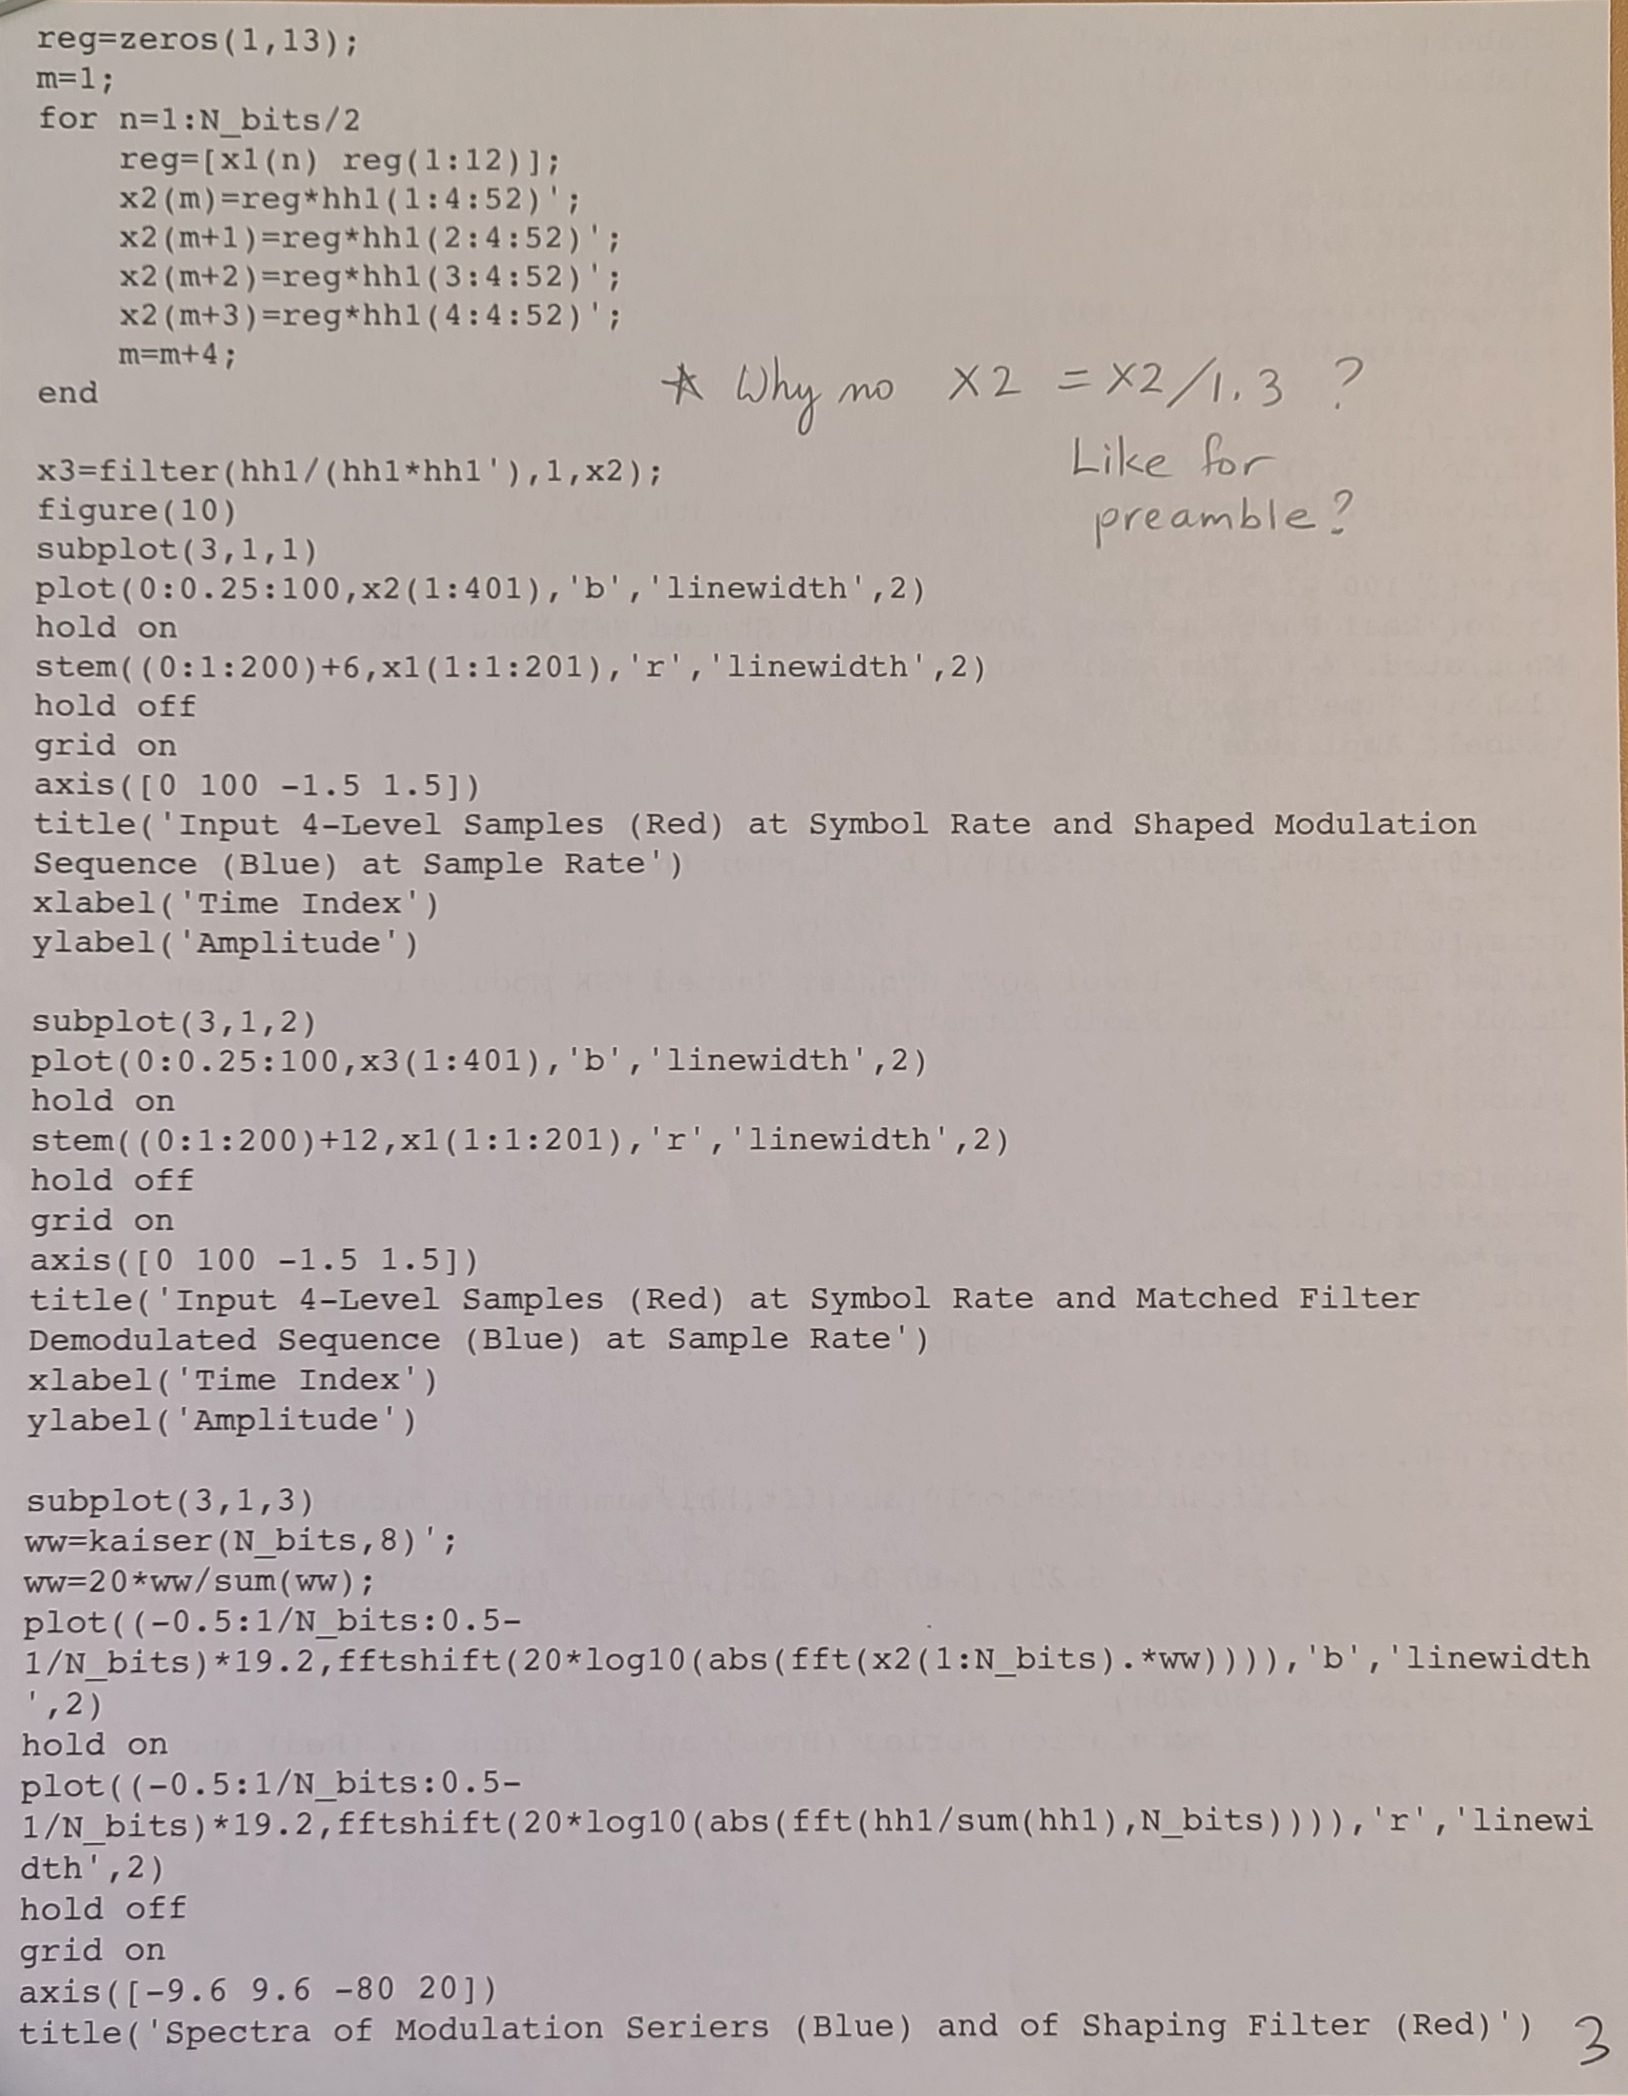 reg=zeros(1,13);
m=1;
for n=1:N_bits/2
reg=[x1(n) reg(1:12)];
x2(m)=reg*hh1(1:4:52)';
x2(m+1)=reg*hh1(2:4:52)';
x2(m+2)=reg*hh1(3:4:52)';
x2(m+3)=reg*hh1(4:4:52)';
m=m+4;
end
* Why no X2 = X2/1.3 ?
Like for
preamble?
x3=filter(hh1/(hh1*hh1'),1,x2);
figure(10)
subplot(3,1,1)
plot(0:0.25:100,x2(1:401),'b','linewidth',2)
hold on
stem((0:1:200)+6,x1(1:1:201),'r','linewidth',2)
hold off
grid on
axis([0 100 -1.5 1.5])
title('Input 4-Level Samples (Red) at Symbol Rate and Shaped Modulation
Sequence (Blue) at Sample Rate')
xlabel('Time Index')
ylabel('Amplitude')
subplot(3,1,2)
plot(0:0.25:100,x3(1:401),'b','linewidth',2)
hold on
stem((0:1:200)+12,x1(1:1:201),'r','linewidth',2)
hold off
grid on
axis([0 100 -1.5 1.5])
title('Input 4-Level Samples (Red) at Symbol Rate and Matched Filter
Demodulated Sequence (Blue) at Sample Rate')
xlabel('Time Index')
ylabel('Amplitude')
subplot(3,1,3)
ww=kaiser(N_bits,8)';
ww=20*ww/sum(ww);
plot((-0.5:1/N_bits:0.5-
1/N_bits)*19.2,fftshift(20*log10(abs(fft(x2(1:N_bits).*ww)))),'b','linewidth
',2)
hold on
plot((-0.5:1/N_bits:0.5-
1/N_bits)*19.2,fftshift(20*log10(abs(fft(hh1/sum(hh1),N_bits)))),'r','linewi
dth',2)
hold off
grid on
axis([-9.6 9.6 -80 20])
title('Spectra of Modulation Seriers (Blue) and of Shaping Filter (Red)')
3